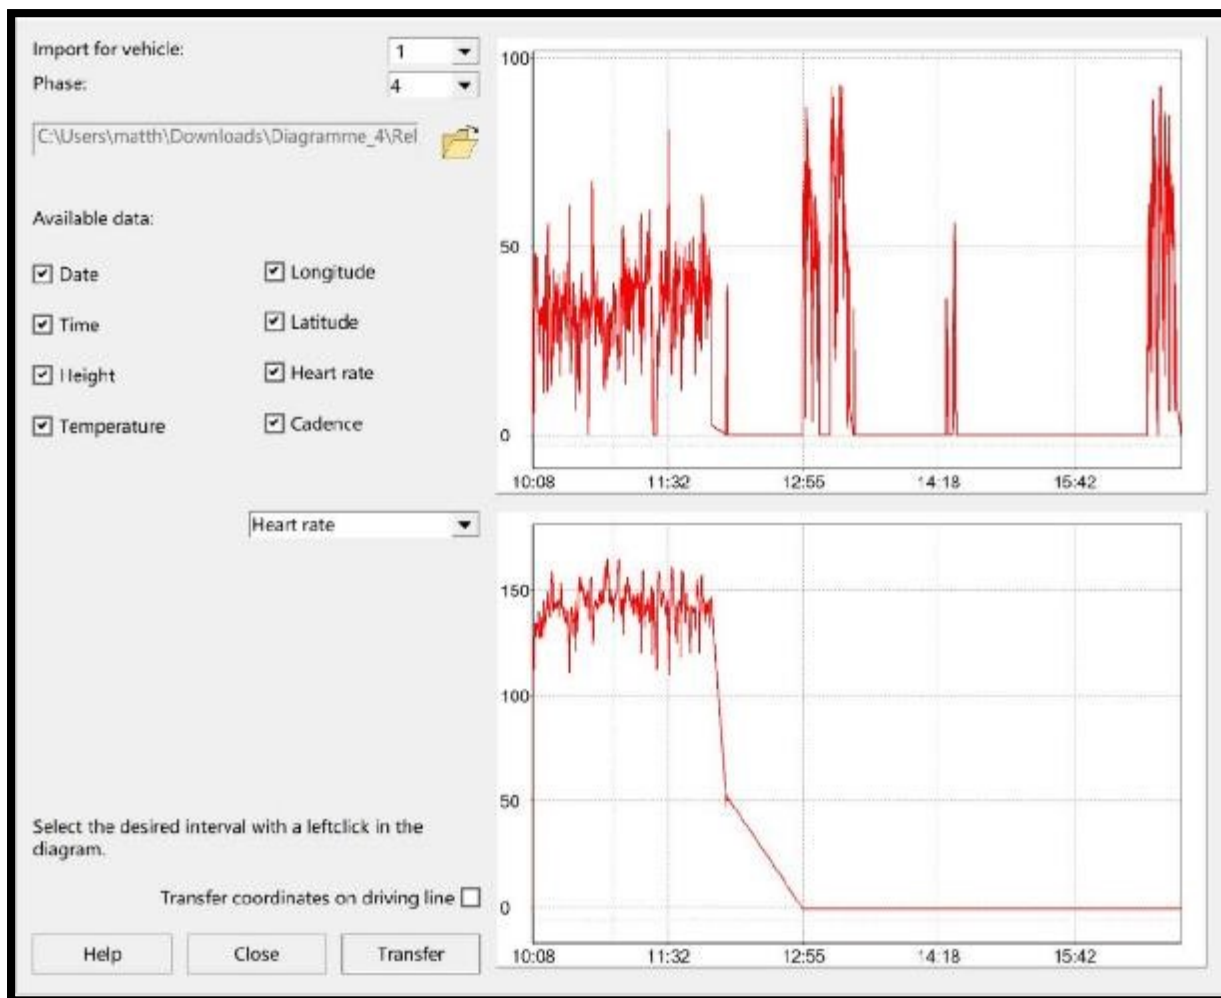 Import for vehicle:
1
Phase:
4
C:\Users\matth\Downloads\Diagramme_4\Rel
Available data:
Date
Longitude
Time
Latitude
Height
Heart rate
Temperature
Cadence
Heart rate
Select the desired interval with a leftclick in the
diagram.
Transfer coordinates on driving line
Help
Close
Transfer
100
50
0
10:08
11:32
12:55
14:18
15:42
150
100
50
0
10:08
11:32
12:55
14:18
15:42